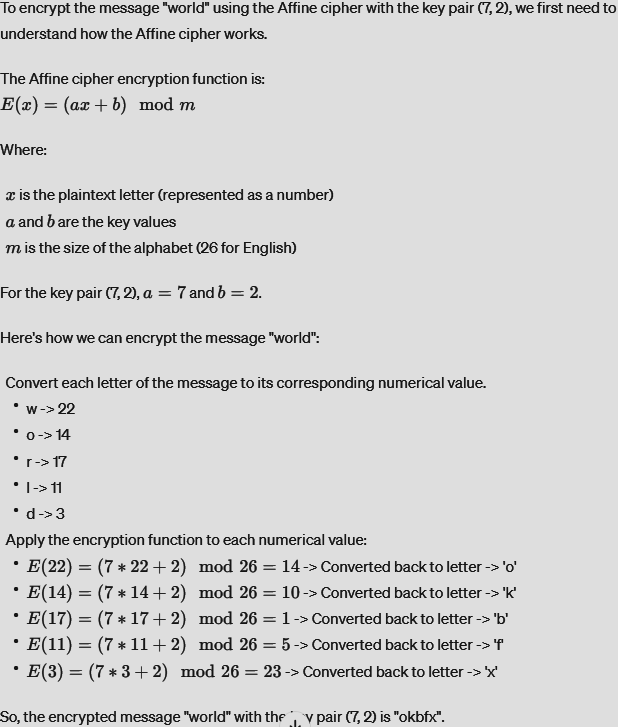 To encrypt the message "world" using the Affine cipher with the key pair (7, 2), we first need to
understand how the Affine cipher works.
The Affine cipher encryption function is:
E(x) = (ax + b) mod m
Where:
x is the plaintext letter (represented as a number)
a and b are the key values
m is the size of the alphabet (26 for English)
For the key pair (7, 2), a = 7 and b = 2.
Here's how we can encrypt the message "world":
Convert each letter of the message to its corresponding numerical value.
• w -> 22
• o -> 14
• r -> 17
• l -> 11
• d -> 3
Apply the encryption function to each numerical value:
• E(22) = (7 * 22 + 2) mod 26 = 14 -> Converted back to letter -> 'o'
• E(14) = (7 * 14 + 2) mod 26 = 10 -> Converted back to letter -> 'k'
• E(17) = (7 * 17 + 2) mod 26 = 1 -> Converted back to letter -> 'b'
• E(11) = (7 * 11 + 2) mod 26 = 5 -> Converted back to letter -> 'f'
• E(3) = (7 * 3 + 2) mod 26 = 23 -> Converted back to letter -> 'x'
So, the encrypted message "world" with the pair (7, 2) is "okbfx".